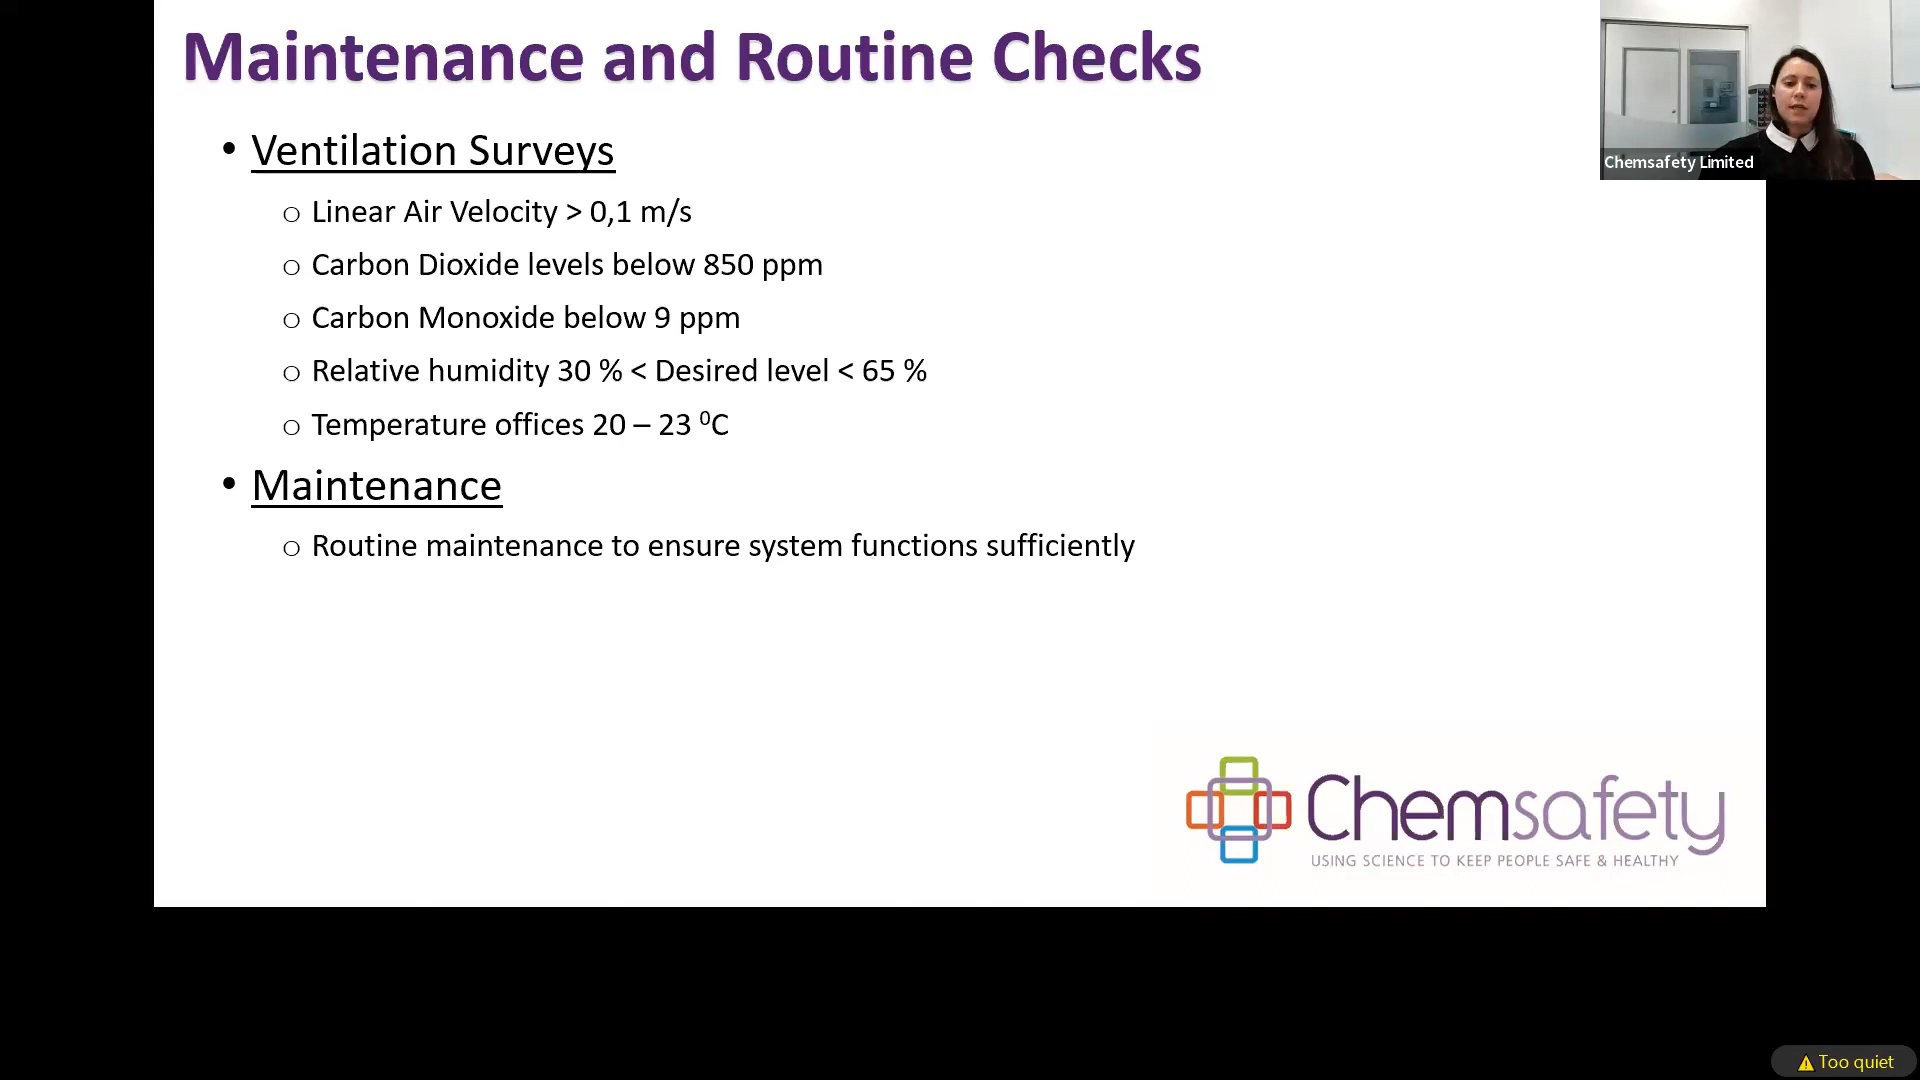 Maintenance and Routine Checks
• Ventilation Surveys
o Linear Air Velocity > 0,1 m/s
o Carbon Dioxide levels below 850 ppm
o Carbon Monoxide below 9 ppm
o Relative humidity 30 % < Desired level < 65 %
o Temperature offices 20 – 23 ⁰C
• Maintenance
o Routine maintenance to ensure system functions sufficiently
Chemsafety Limited
Chemsafety
USING SCIENCE TO KEEP PEOPLE SAFE & HEALTHY
Too quiet